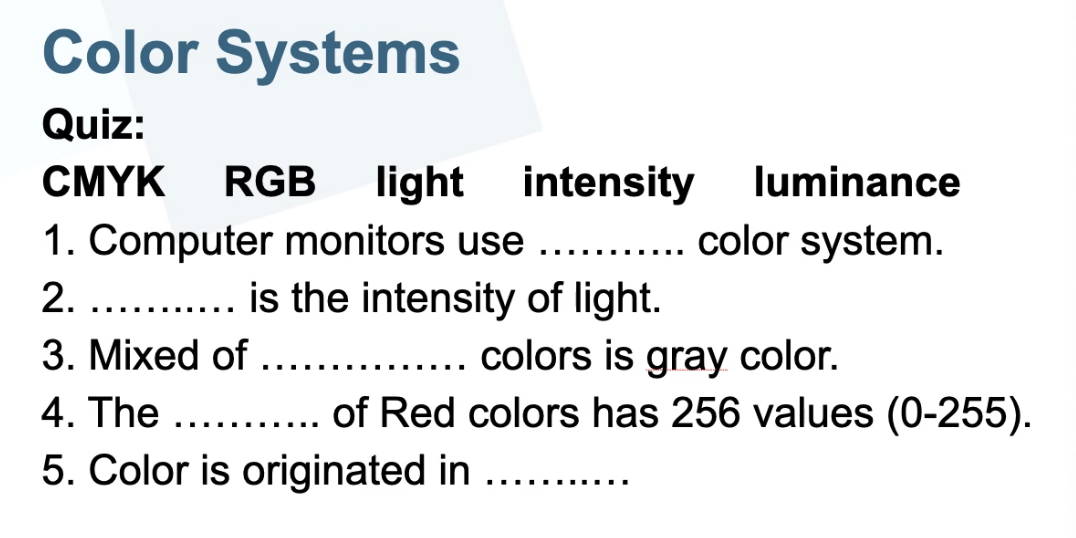 Color Systems
Quiz:
CMYK RGB light intensity luminance
1. Computer monitors use ........... color system.
2. ........... is the intensity of light.
3. Mixed of ............... colors is gray color.
4. The ........... of Red colors has 256 values (0-255).
5. Color is originated in ...........